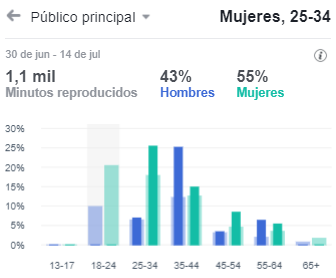 Público principal
Mujeres, 25-34
30 de jun - 14 de jul
1,1 mil
Minutos reproducidos
43%
Hombres
55%
Mujeres
30%
25%
20%
15%
10%
5%
0%
13-17 18-24 25-34 35-44 45-54 55-64 65+